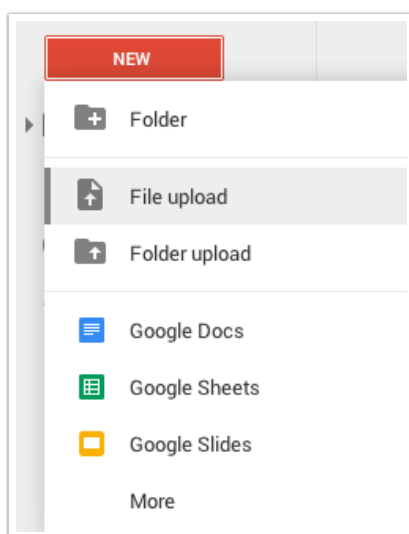 NEW
Folder
File upload
Folder upload
Google Docs
Google Sheets
Google Slides
More